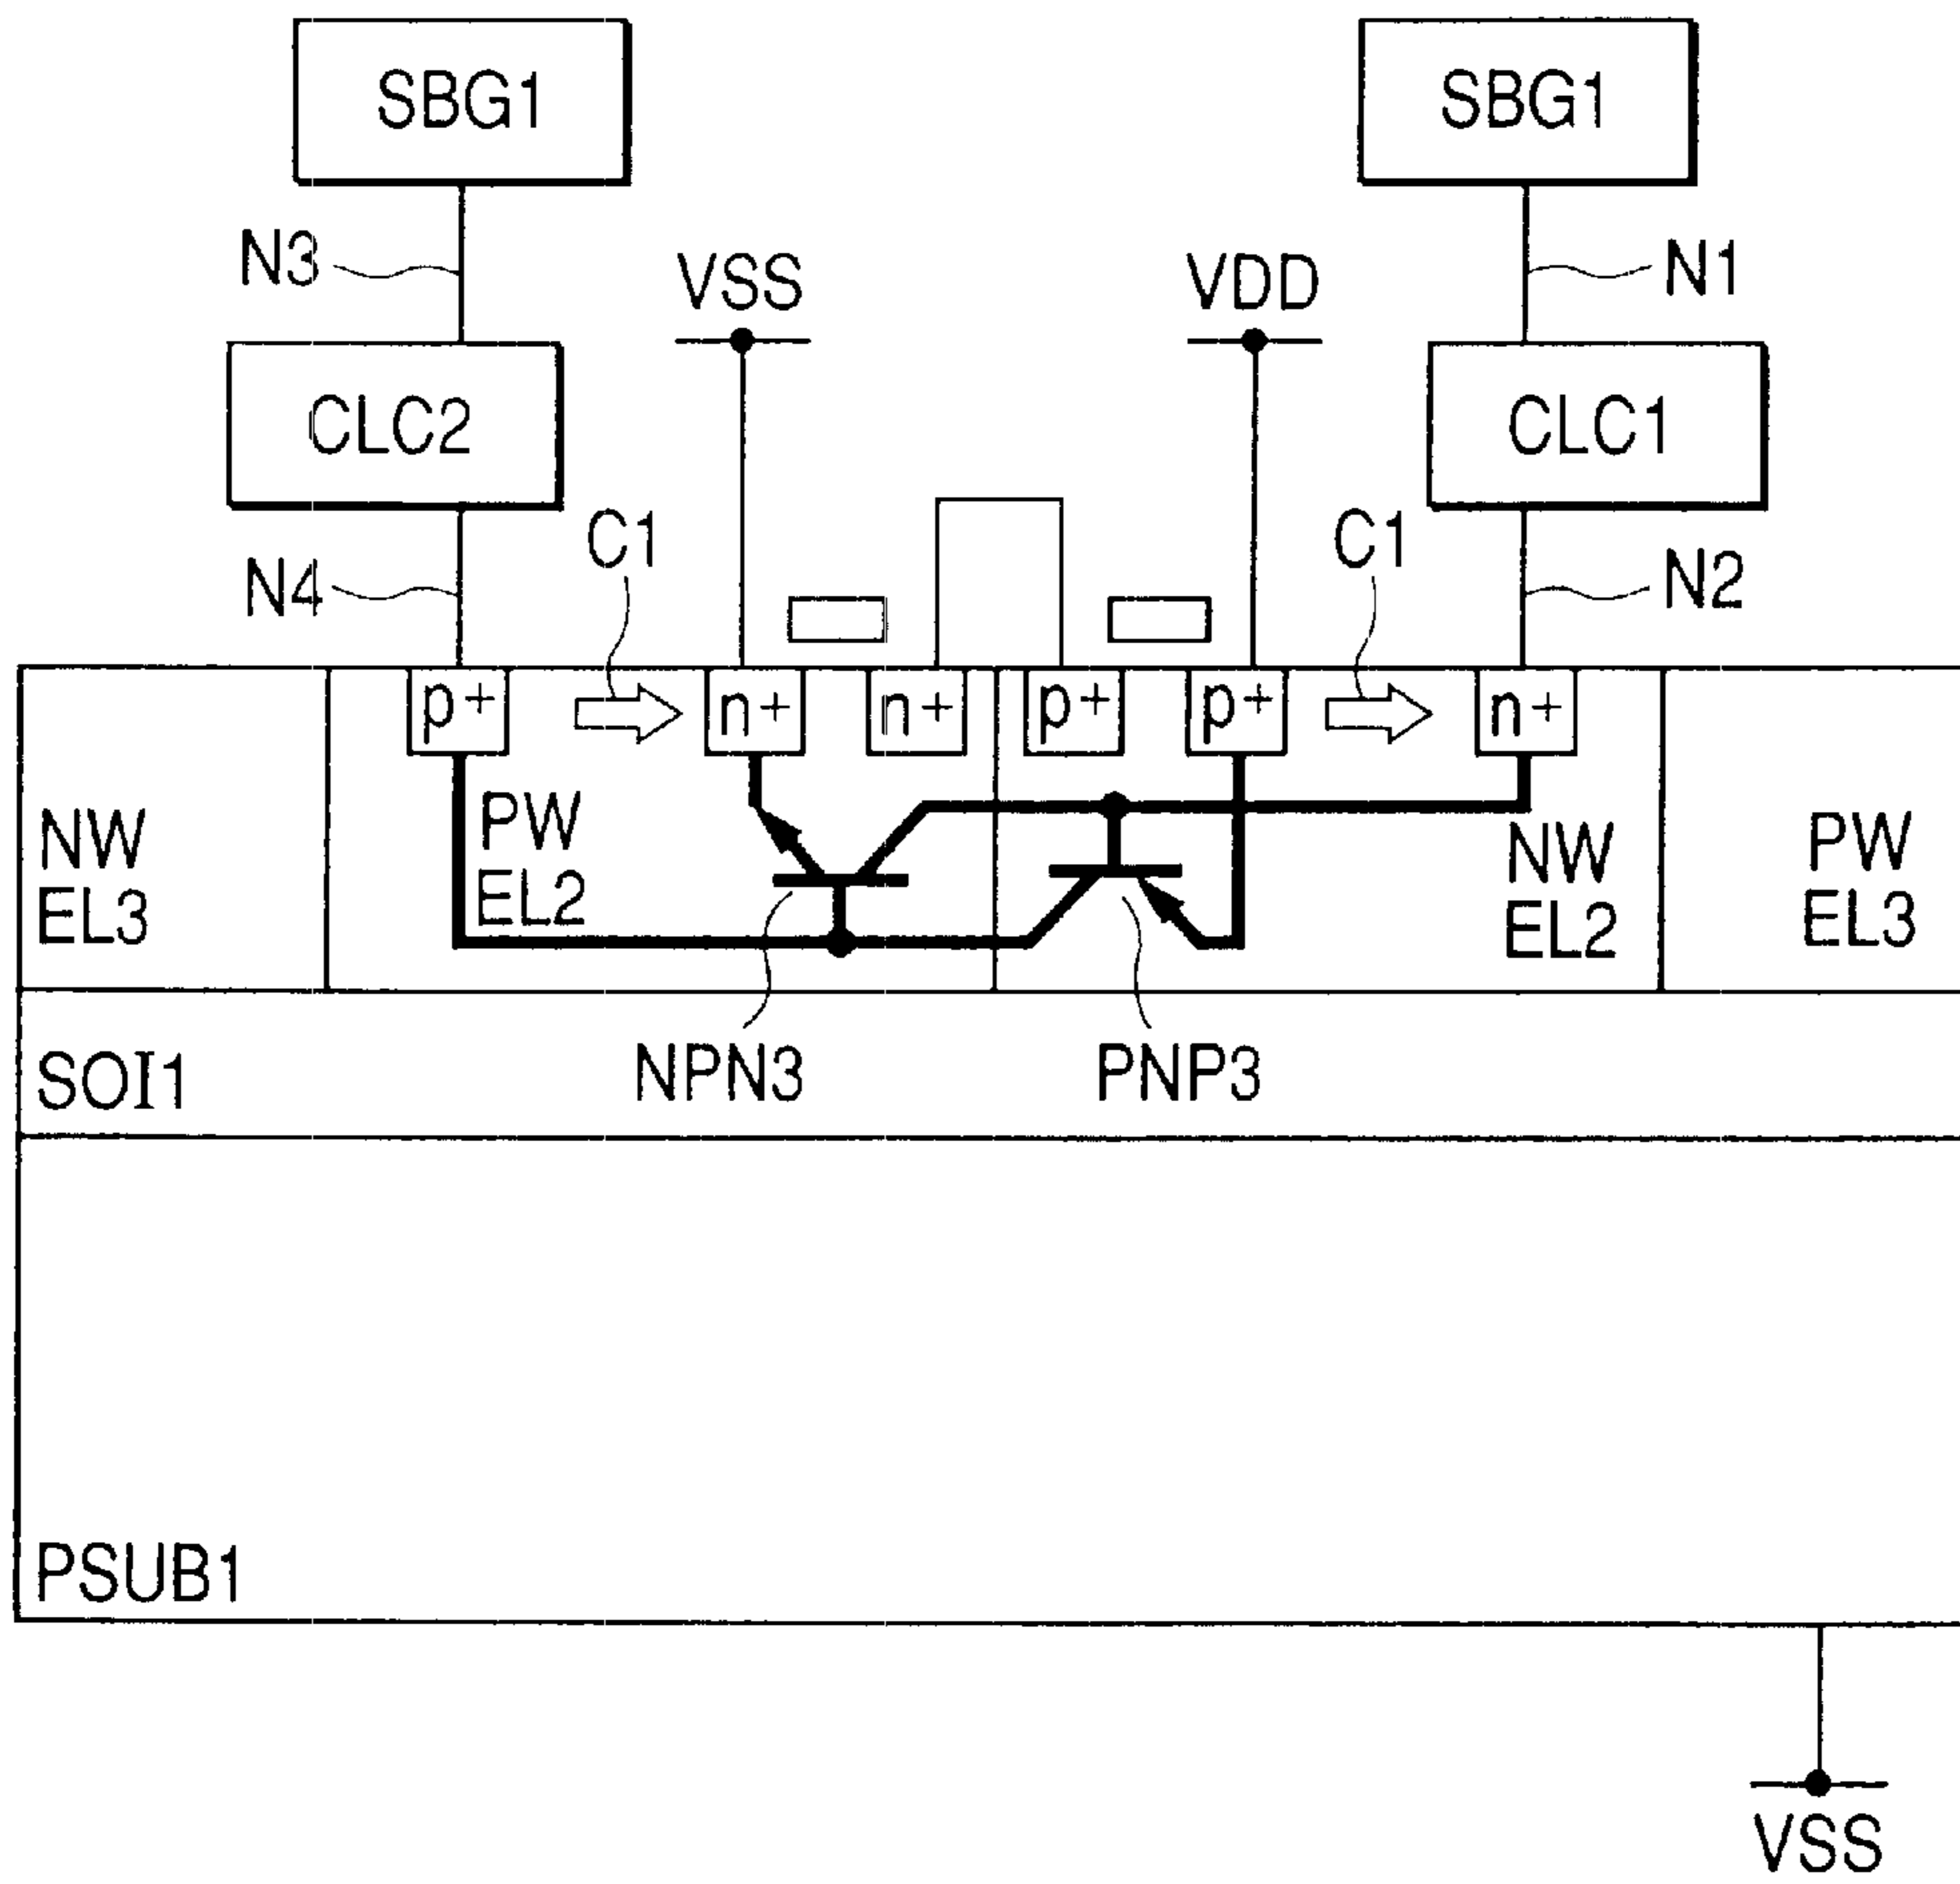 SBG1 SBG1
N3 VSS VDD N1
CLC2 CLC1
C1 C1
N4 N2
p+ n+ n+ p+ p+ n+
NW EL3
PW EL2
NW EL2
PW EL3
SOI1 NPN3 PNP3
PSUB1
VSS